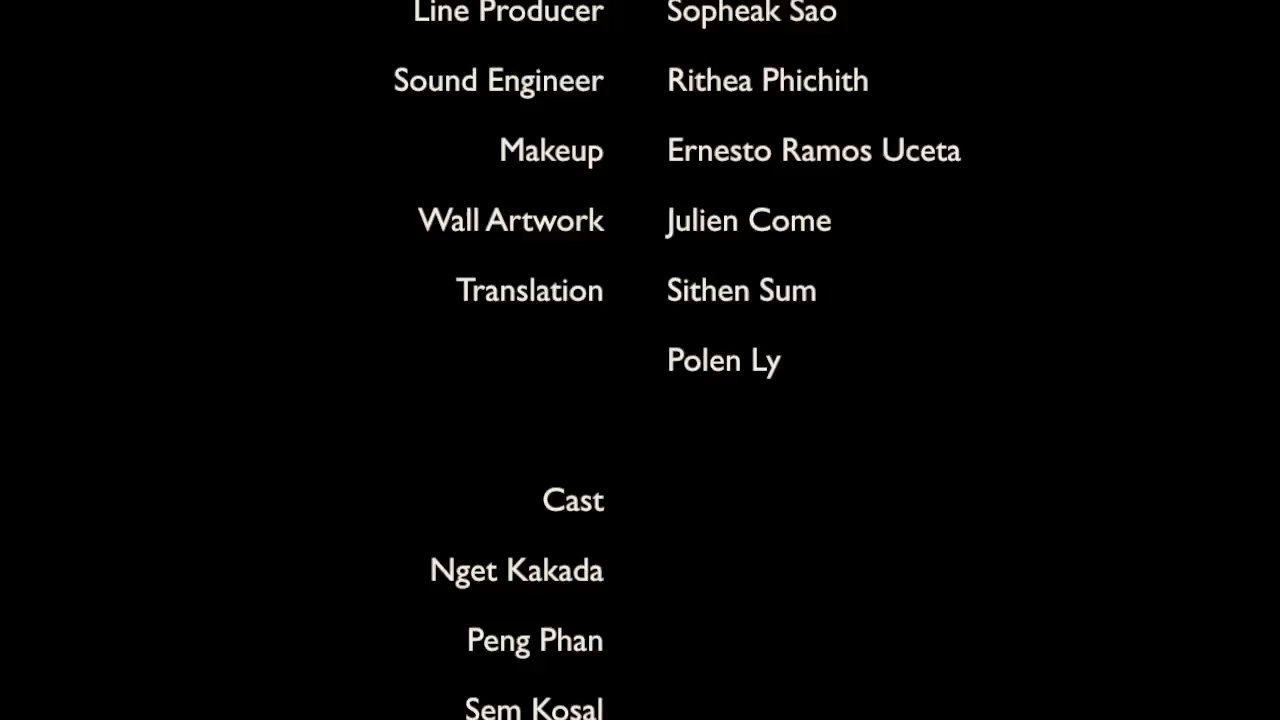 Line Producer Sopheak Sao
Sound Engineer Rithea Phichith
Makeup Ernesto Ramos Uceta
Wall Artwork Julien Come
Translation Sithen Sum
Polen Ly
Cast
Nget Kakada
Peng Phan
Sem Kosal